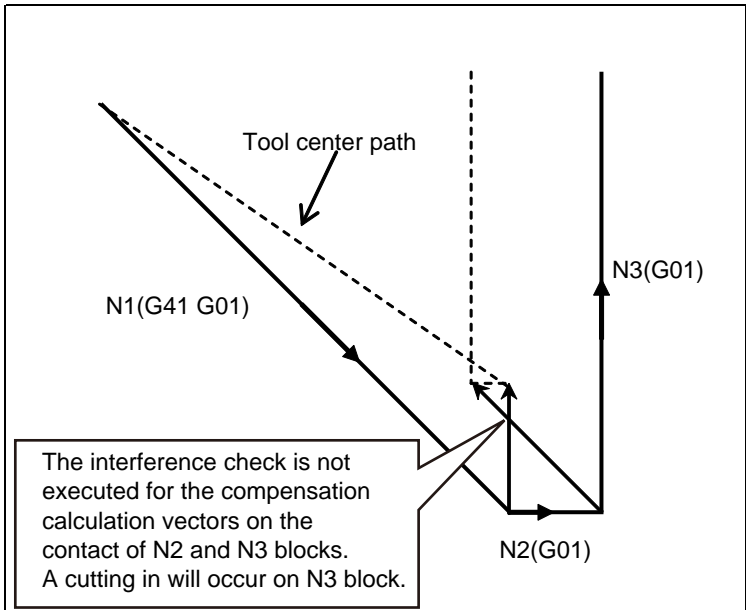 Tool center path
N3(G01)
N1(G41 G01)
The interference check is not
executed for the compensation
calculation vectors on the
contact of N2 and N3 blocks.
A cutting in will occur on N3 block.
N2(G01)